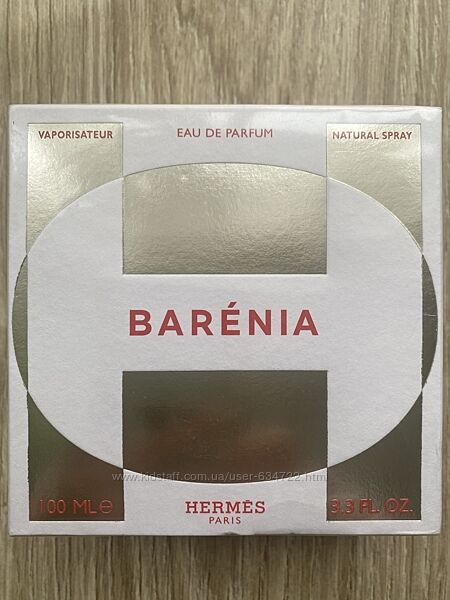 VAPORISATEUR
EAU DE PARFUM
NATURAL SPRAY
BARÉNIA
www.kidstaff.com.ua/user-634722.html
100 ML℮
HERMÈS
PARIS
3.3 FL. OZ.